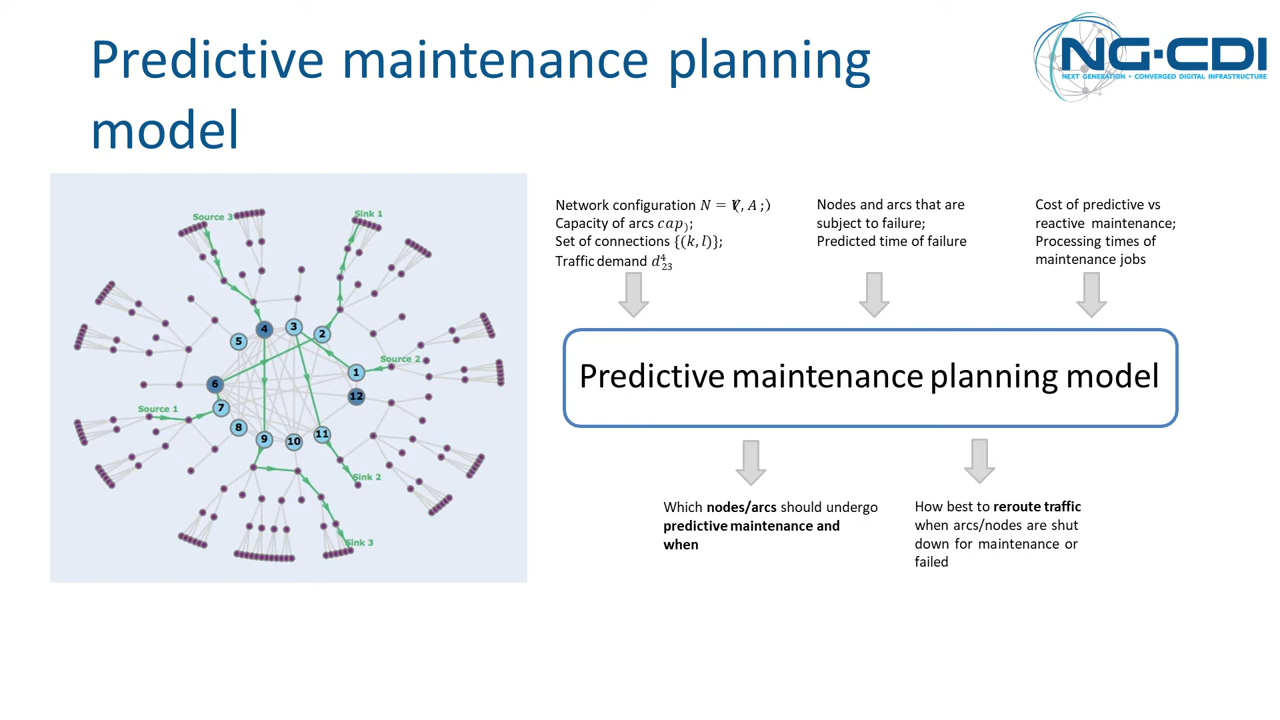 Predictive maintenance planning
model
NG-CDI
NEXT GENERATION • CONVERGED DIGITAL INFRASTRUCTURE
Source 3
Sink 1
4
3
2
5
Source 2
1
6
12
Source 1
7
8
9
10
11
Sink 2
Sink 3
Network configuration N = (V, A ;)
Capacity of arcs cap);
Set of connections {(k, l)};
Traffic demand d⁴₂₃
Nodes and arcs that are
subject to failure;
Predicted time of failure
Cost of predictive vs
reactive maintenance;
Processing times of
maintenance jobs
Predictive maintenance planning model
Which nodes/arcs should undergo
predictive maintenance and
when
How best to reroute traffic
when arcs/nodes are shut
down for maintenance or
failed